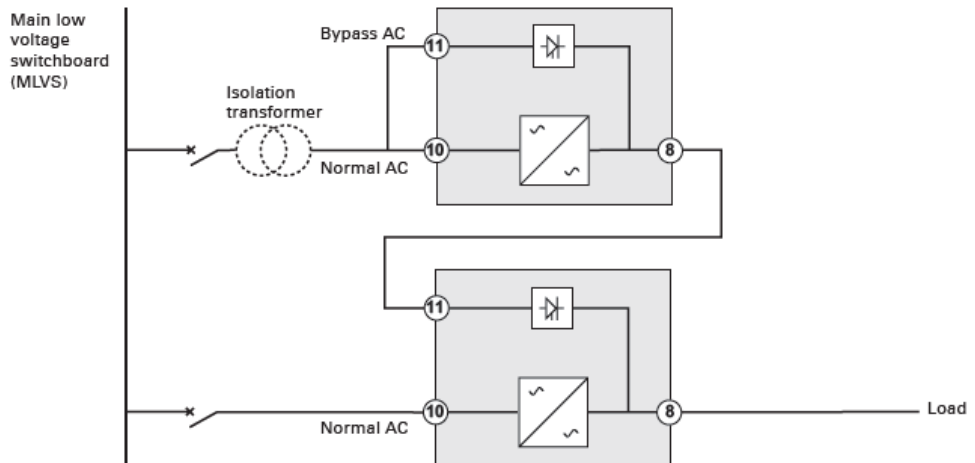 Main low
voltage
switchboard
(MLVS)
Bypass AC
11
Isolation
transformer
10
8
Normal AC
11
10
8
Load
Normal AC